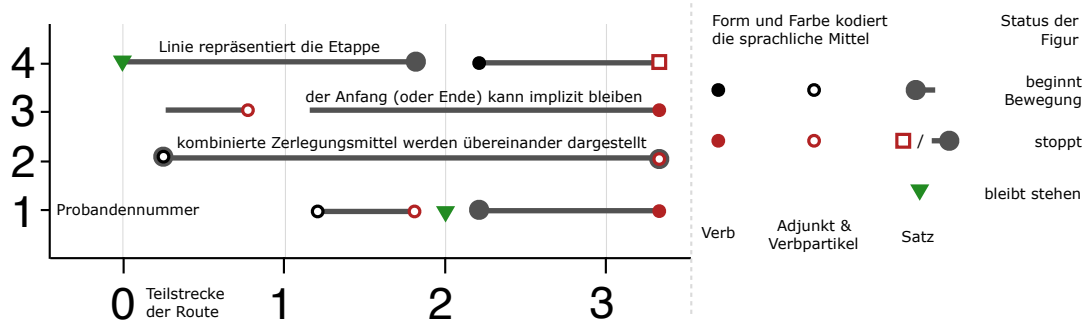 4
Linie repräsentiert die Etappe
3
der Anfang (oder Ende) kann implizit bleiben
2
kombinierte Zerlegungsmittel werden übereinander dargestellt
1
Probandennummer
0
Teilstrecke
der Route
1
2
3
Form und Farbe kodiert
die sprachliche Mittel
Status der
Figur
beginnt
Bewegung
/
stoppt
bleibt stehen
Verb
Adjunkt &
Verbpartikel
Satz